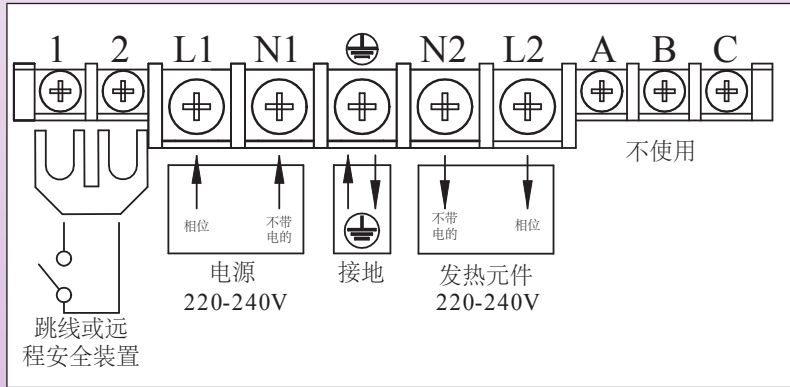 1 2 L1 N1 N2 L2 A B C
不使用
相位
不带
电的
不带
电的
相位
电源
220-240V
接地
发热元件
220-240V
跳线或远
程安全装置